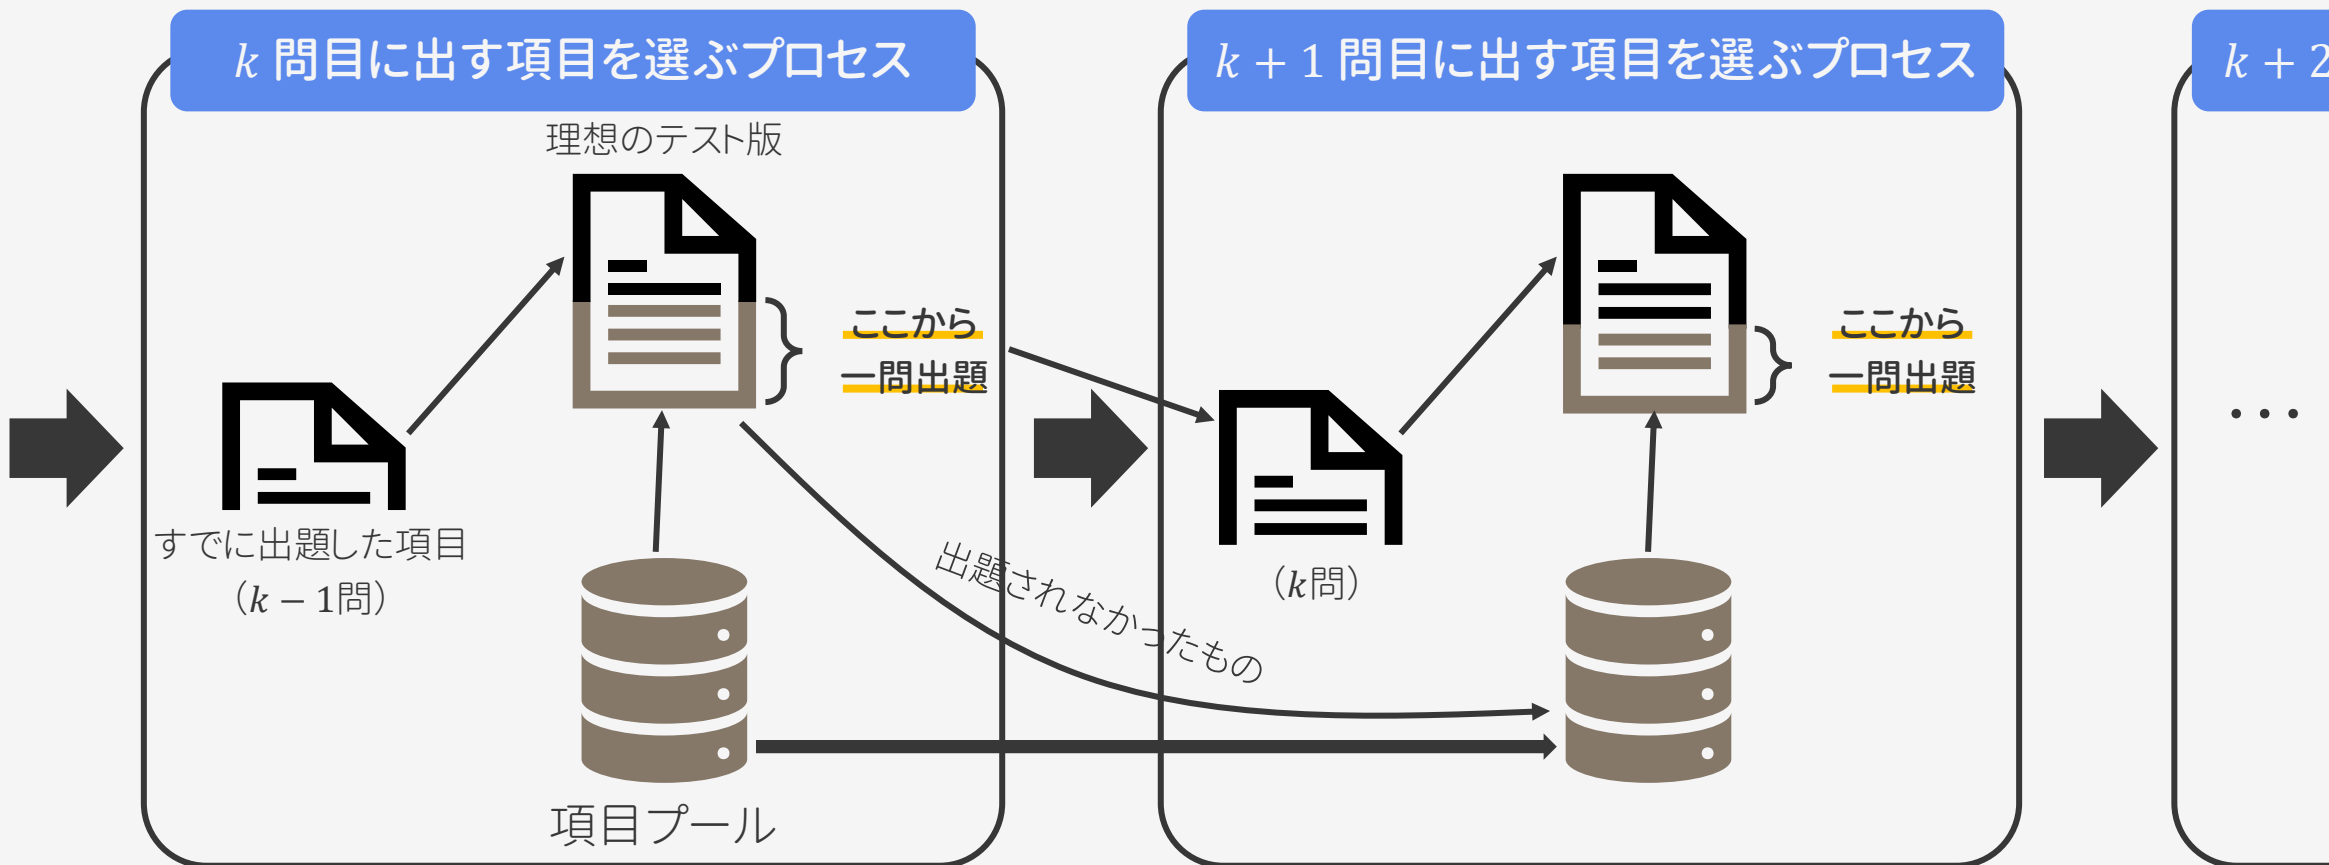 k 問目に出す項目を選ぶプロセス
理想のテスト版
ここから
一問出題
すでに出題した項目
（k − 1問）
項目プール
出題されなかったもの
k + 1 問目に出す項目を選ぶプロセス
ここから
一問出題
（k問）
k + 2
…